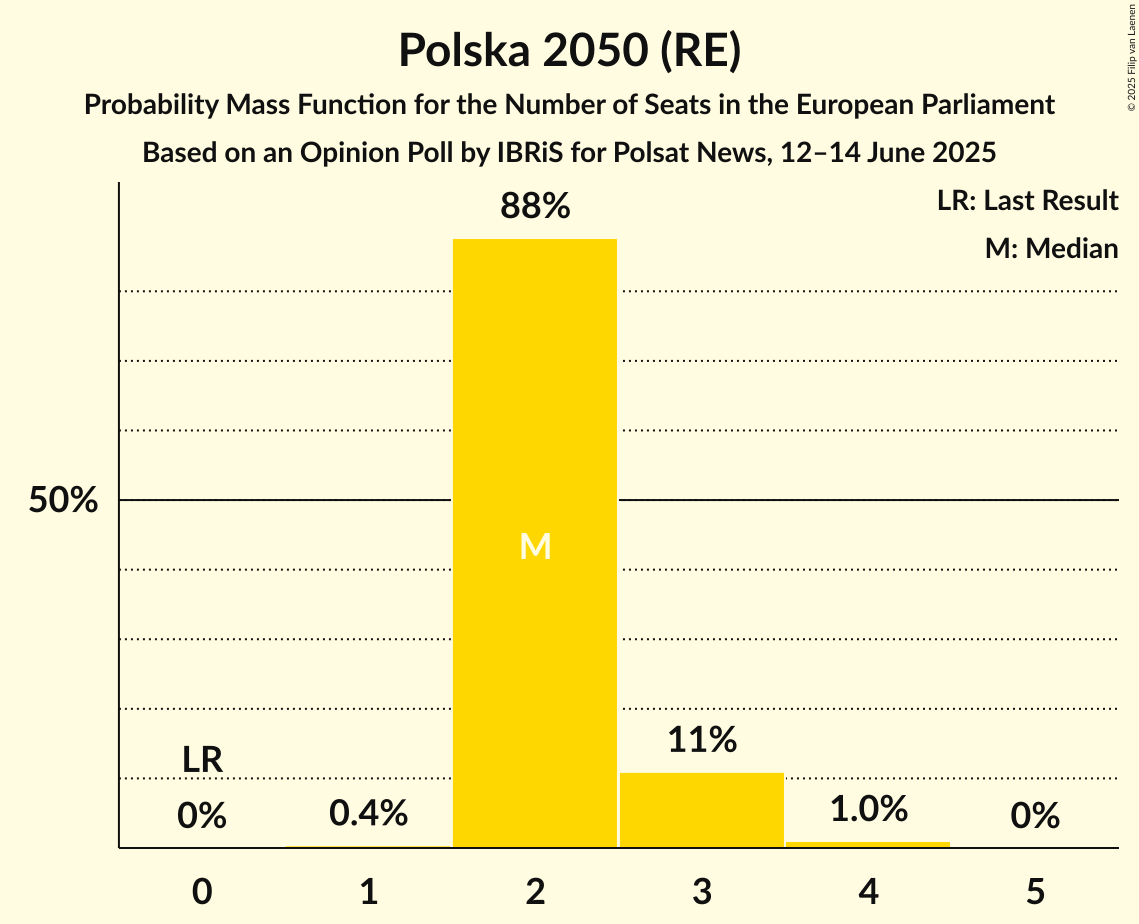 Polska 2050 (RE)
Probability Mass Function for the Number of Seats in the European Parliament
Based on an Opinion Poll by IBRiS for Polsat News, 12–14 June 2025
© 2025 Filip van Laenen
LR: Last Result
M: Median
88%
50%
M
LR
11%
0%
0.4%
1.0%
0%
0 1 2 3 4 5